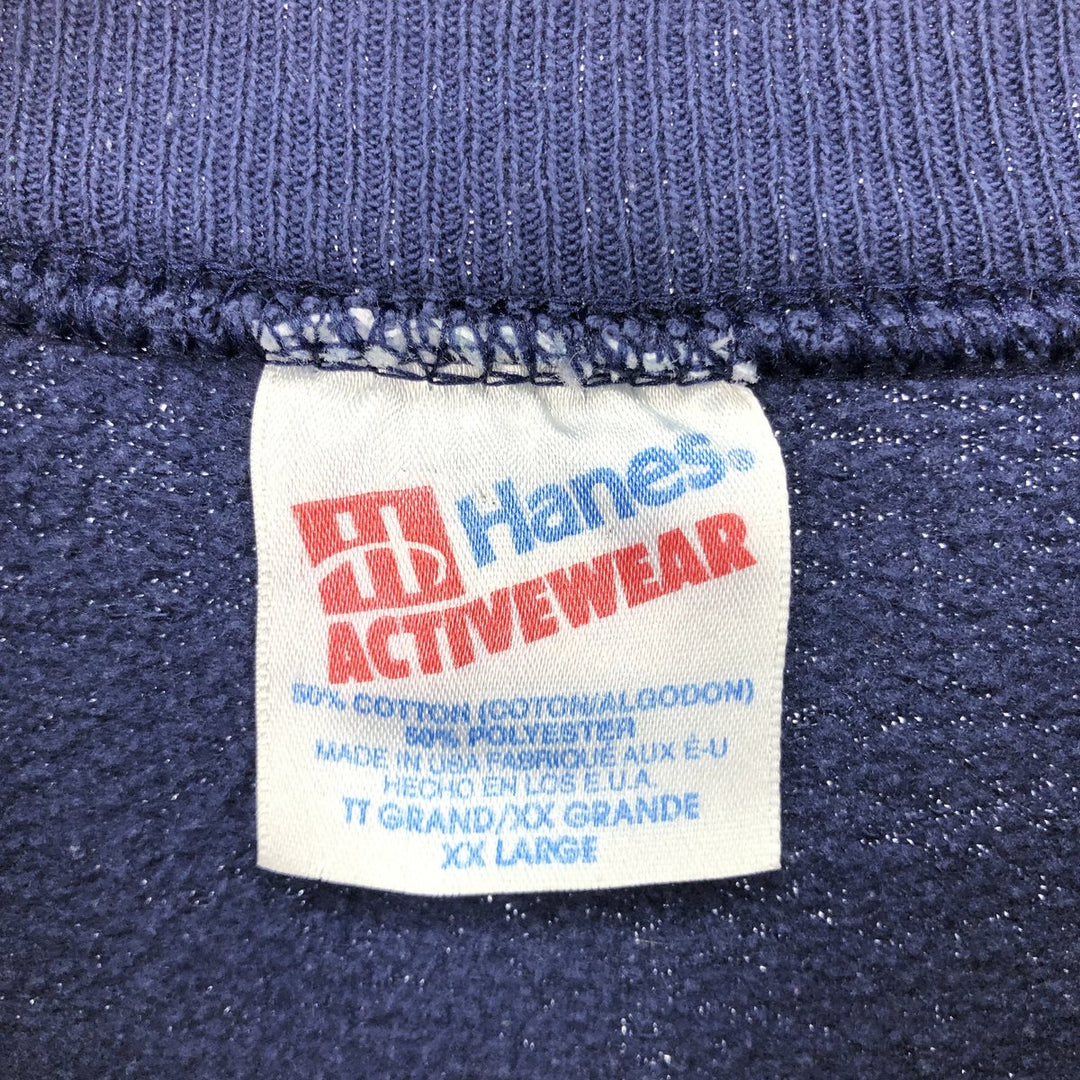 Hanes®
ACTIVEWEAR
50% COTTON (COTON/ALGODON)
50% POLYESTER
MADE IN USA FABRIQUÉ AUX É-U
HECHO EN LOS E.U.A.
TT GRAND/XX GRANDE
XX LARGE